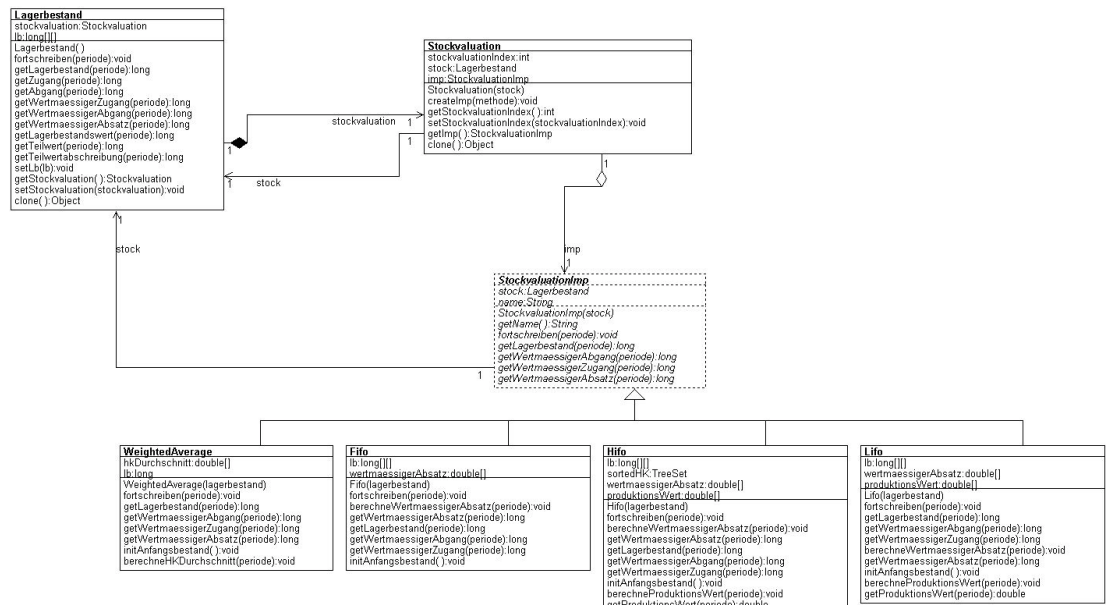 Lagerbestand
stockvaluation:Stockvaluation
lb:long[][]
Lagerbestand( )
fortschreiben(periode):void
getLagerbestand(periode):long
getZugang(periode):long
getAbgang(periode):long
getWertmaessigerZugang(periode):long
getWertmaessigerAbgang(periode):long
getWertmaessigerAbsatz(periode):long
getLagerbestandswert(periode):long
getTeilwert(periode):long
getTeilwertabschreibung(periode):long
setLb(lb):void
getStockvaluation( ):Stockvaluation
setStockvaluation(stockvaluation):void
clone( ):Object
Stockvaluation
stockvaluationIndex:int
stock:Lagerbestand
imp:StockvaluationImp
Stockvaluation(stock)
createImp(methode):void
getStockvaluationIndex( ):int
setStockvaluationIndex(stockvaluationIndex):void
getImp( ):StockvaluationImp
clone( ):Object
1
stockvaluation
1
1
stock
1
1
imp
1
1
stock
1
StockvaluationImp
stock:Lagerbestand
name:String
StockvaluationImp(stock)
getName( ):String
fortschreiben(periode):void
getLagerbestand(periode):long
getWertmaessigerAbgang(periode):long
getWertmaessigerZugang(periode):long
getWertmaessigerAbsatz(periode):long
WeightedAverage
hkDurchschnitt:double[]
lb:long
WeightedAverage(lagerbestand)
fortschreiben(periode):void
getLagerbestand(periode):long
getWertmaessigerAbgang(periode):long
getWertmaessigerZugang(periode):long
getWertmaessigerAbsatz(periode):long
initAnfangsbestand( ):void
berechneHKDurchschnitt(periode):void
Fifo
lb:long[][]
wertmaessigerAbsatz:double[]
Fifo(lagerbestand)
fortschreiben(periode):void
berechneWertmaessigerAbsatz(periode):void
getWertmaessigerAbsatz(periode):long
getLagerbestand(periode):long
getWertmaessigerAbgang(periode):long
getWertmaessigerZugang(periode):long
initAnfangsbestand( ):void
Hifo
lb:long[][]
sortedHK:TreeSet
wertmaessigerAbsatz:double[]
produktionsWert:double[]
Hifo(lagerbestand)
fortschreiben(periode):void
berechneWertmaessigerAbsatz(periode):void
getWertmaessigerAbsatz(periode):long
getLagerbestand(periode):long
getWertmaessigerAbgang(periode):long
getWertmaessigerZugang(periode):long
initAnfangsbestand( ):void
berechneProduktionsWert(periode):void
getProduktionsWert(periode):double
Lifo
lb:long[][]
wertmaessigerAbsatz:double[]
produktionsWert:double[]
Lifo(lagerbestand)
fortschreiben(periode):void
getLagerbestand(periode):long
getWertmaessigerAbgang(periode):long
getWertmaessigerZugang(periode):long
berechneWertmaessigerAbsatz(periode):void
getWertmaessigerAbsatz(periode):long
initAnfangsbestand( ):void
berechneProduktionsWert(periode):void
getProduktionsWert(periode):double